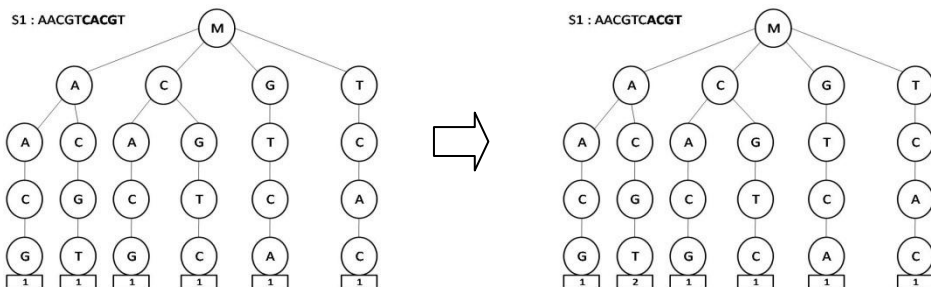 S1 : AACGTCACGT S1 : AACGTCACGT
M M
A C G T A C G T
A C A G T C A C A G T C
C G C T C A C G C T C A
G T G C A C G T G C A C
1 1 1 1 1 1 1 2 1 1 1 1